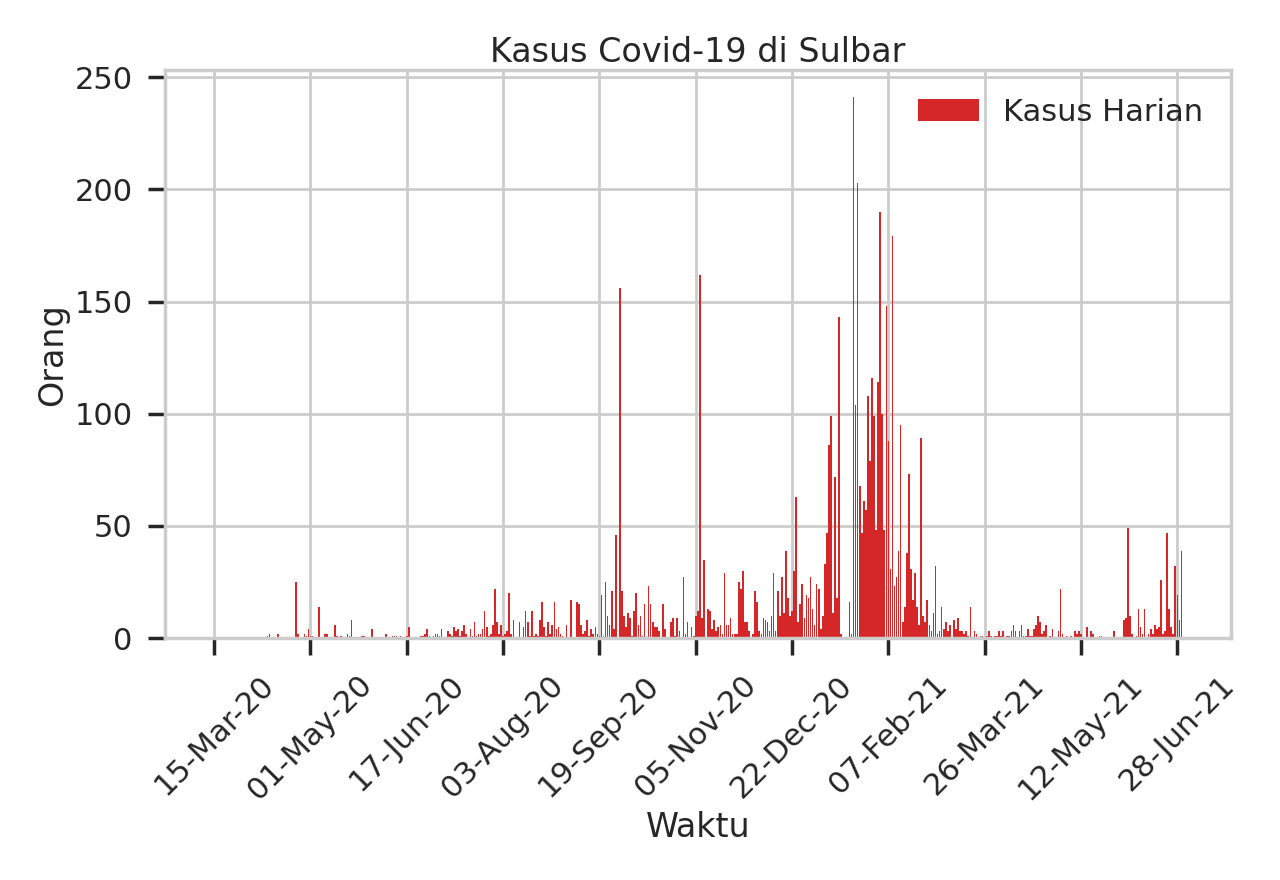 Kasus Covid-19 di Sulbar
Kasus Harian
Orang
250
200
150
100
50
0
15-Mar-20
01-May-20
17-Jun-20
03-Aug-20
19-Sep-20
05-Nov-20
22-Dec-20
07-Feb-21
26-Mar-21
12-May-21
28-Jun-21
Waktu